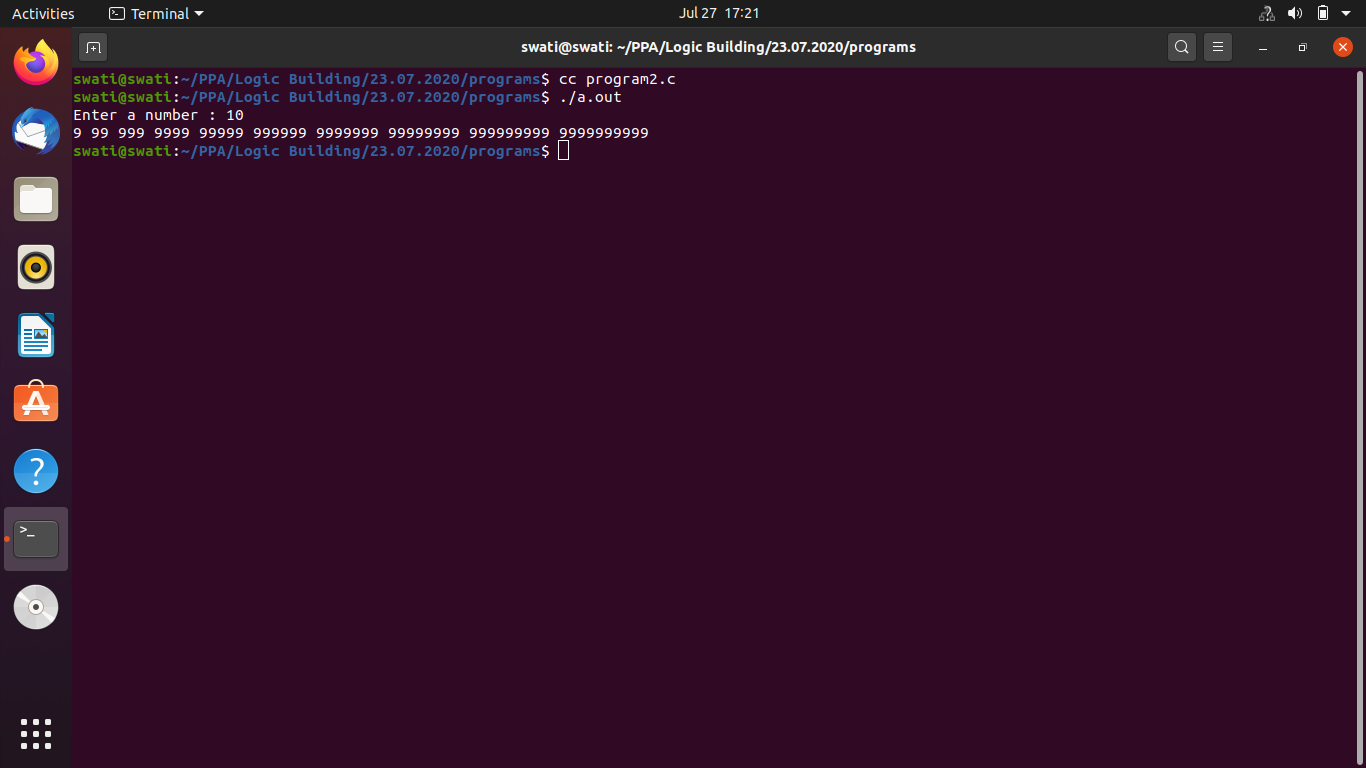 Activities Terminal Jul 27 17:21
swati@swati: ~/PPA/Logic Building/23.07.2020/programs
swati@swati:~/PPA/Logic Building/23.07.2020/programs$ cc program2.c
swati@swati:~/PPA/Logic Building/23.07.2020/programs$ ./a.out
Enter a number : 10
9 99 999 9999 99999 999999 9999999 99999999 999999999 9999999999
swati@swati:~/PPA/Logic Building/23.07.2020/programs$